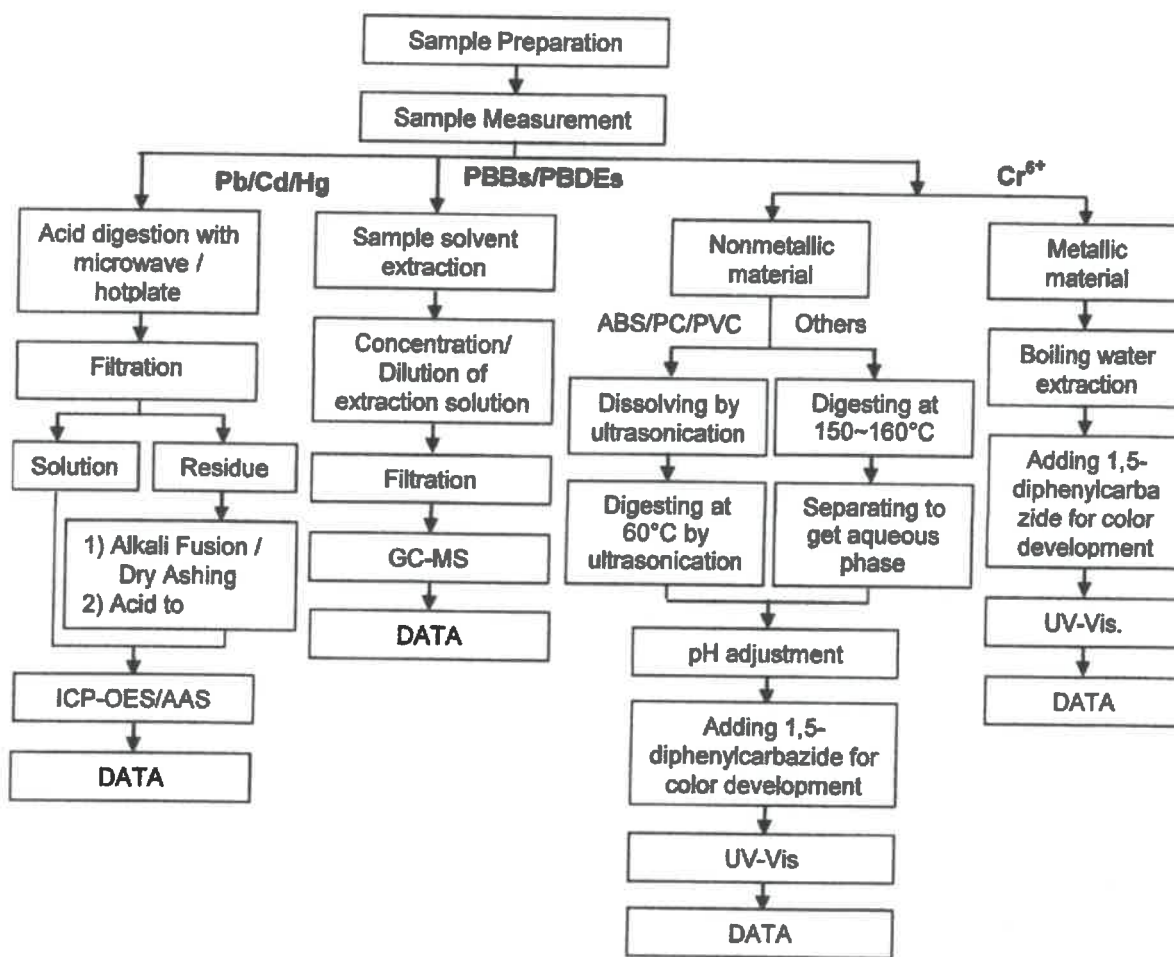 Sample Preparation
Sample Measurement
Pb/Cd/Hg
PBBs/PBDEs
Cr⁶⁺
Acid digestion with
microwave /
hotplate
Filtration
Solution
Residue
1) Alkali Fusion /
Dry Ashing
2) Acid to
ICP-OES/AAS
DATA
Sample solvent
extraction
Concentration/
Dilution of
extraction solution
Filtration
GC-MS
DATA
Nonmetallic
material
ABS/PC/PVC
Others
Dissolving by
ultrasonication
Digesting at
60°C by
ultrasonication
Digesting at
150~160°C
Separating to
get aqueous
phase
pH adjustment
Adding 1,5-
diphenylcarbazide for
color development
UV-Vis
DATA
Metallic
material
Boiling water
extraction
Adding 1,5-
diphenylcarba
zide for color
development
UV-Vis.
DATA